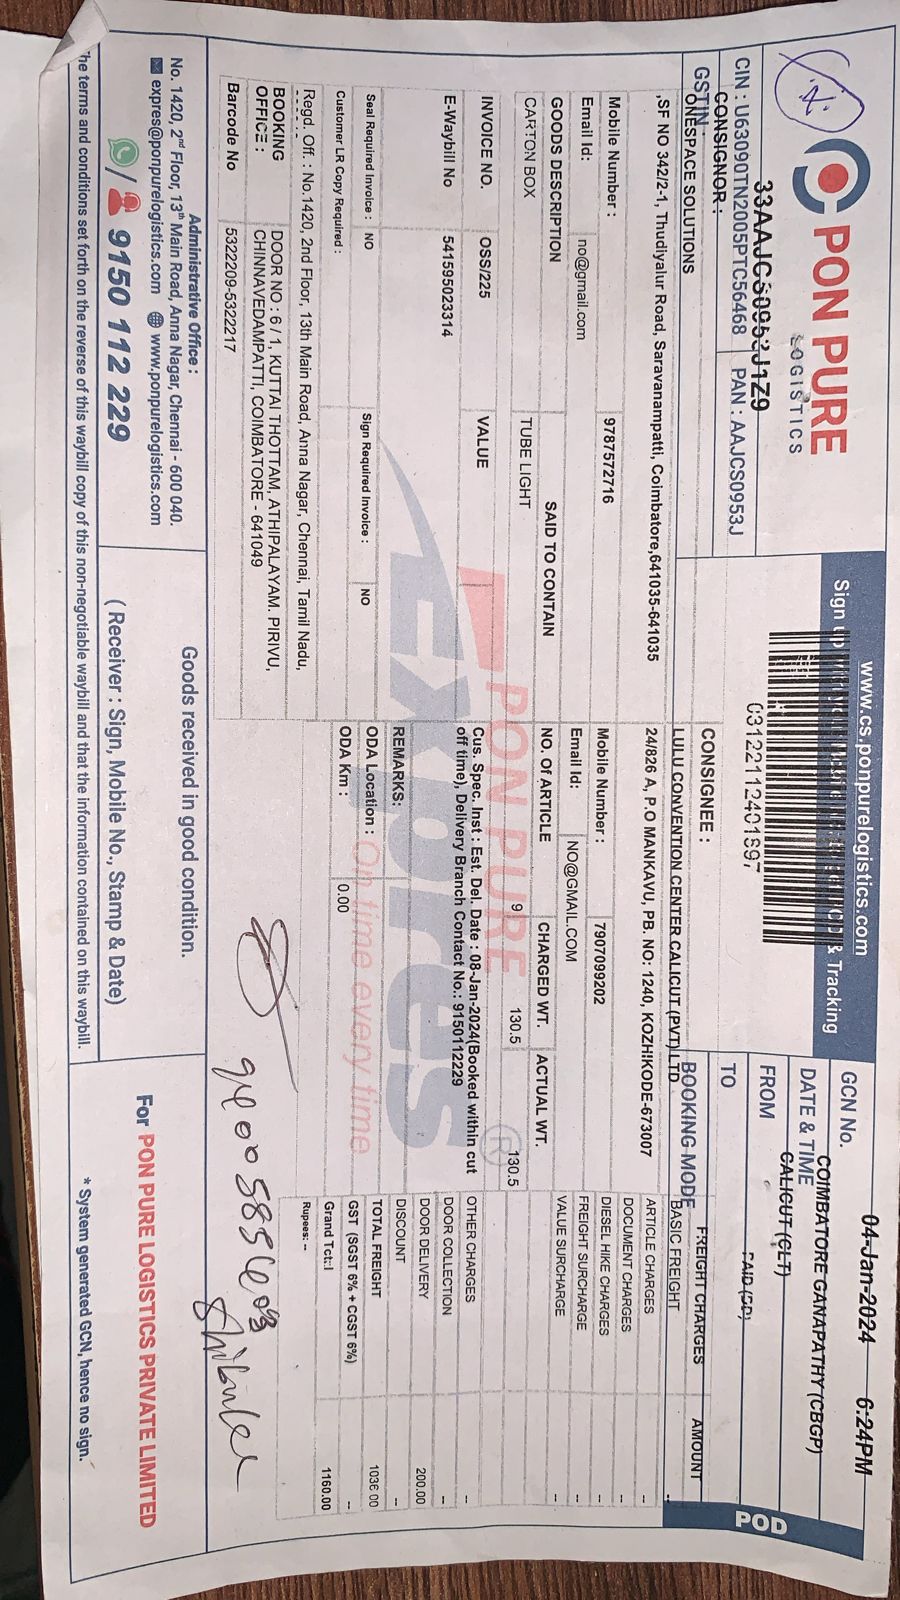 PON PURE
LOGISTICS
CIN : U63090TN2005PTC56468 PAN : AAJCS0953J
GSTIN : 33AAJCS0953J1Z9
www.cs.ponpurelogistics.com
& Tracking
031221124018​97
GCN No.
DATE & TIME 04-Jan-2024 6:24PM
FROM COIMBATORE GANAPATHY (CBGP)
TO CALICUT (CLT)
BOOKING MODE
POD
CONSIGNOR :
ONESPACE SOLUTIONS
,SF NO 342/2-1, Thudiyalur Road, Saravanampatti, Coimbatore,641035-641035
Mobile Number : 9787572716
Email Id: no@gmail.com
CONSIGNEE :
LULU CONVENTION CENTER CALICUT (PVT) LTD
24/826 A, P.O MANKAVU, PB. NO: 1240, KOZHIKODE-673007
Mobile Number : 7907099202
Email Id: NO@GMAIL.COM
GOODS DESCRIPTION SAID TO CONTAIN NO. Of ARTICLE CHARGED WT. ACTUAL WT.
CARTON BOX TUBE LIGHT 9 130.5 130.5
INVOICE NO. OSS/225 VALUE
E-Waybill No 541595023314
Cus. Spec. Inst : Est. Del. Date : 08-Jan-2024(Booked within cut
off time), Delivery Branch Contact No.: 9150112229
REMARKS:
ODA Location :
ODA Km : 0.00
Seal Required Invoice : NO Sign Required Invoice : NO
Customer LR Copy Required :
Regd. Off. : No.1420, 2nd Floor, 13th Main Road, Anna Nagar, Chennai, Tamil Nadu,
BOOKING OFFICE : DOOR NO : 6 / 1, KUTTAI THOTTAM, ATHIPALAYAM. PIRIVU,
CHINNAVEDAMPATTI, COIMBATORE - 641049
Barcode No 532209-532217
PON PURE
Expres ®
On time every time
FREIGHT CHARGES AMOUNT
BASIC FREIGHT --
ARTICLE CHARGES --
DOCUMENT CHARGES --
DIESEL HIKE CHARGES --
FREIGHT SURCHARGE --
VALUE SURCHARGE --
OTHER CHARGES --
DOOR COLLECTION --
DOOR DELIVERY 200.00
DISCOUNT --
TOTAL FREIGHT 1036.00
GST (SGST 6% + CGST 6%) --
Grand Total 1160.00
Rupees: --
Administrative Office :
No. 1420, 2nd Floor, 13th Main Road, Anna Nagar, Chennai - 600 040.
expres@ponpurelogistics.com www.ponpurelogistics.com
9150 112 229
Goods received in good condition.
( Receiver : Sign, Mobile No., Stamp & Date)
For PON PURE LOGISTICS PRIVATE LIMITED
* System generated GCN, hence no sign.
he terms and conditions set forth on the reverse of this waybill copy of this non-negotiable waybill and that the information contained on this waybill.